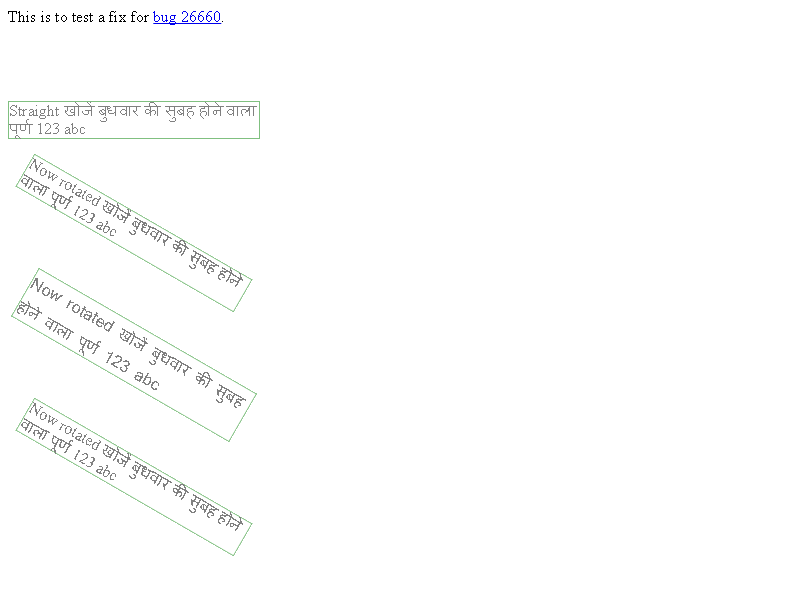 This is to test a fix for bug 26660.
Straight खोजें बुधवार की सुबह होने वाला
पूर्ण 123 abc
Now rotated खोजें बुधवार की सुबह होने
वाला पूर्ण 123 abc
Now rotated खोजें बुधवार की सुबह
होने वाला पूर्ण 123 abc
Now rotated खोजें बुधवार की सुबह होने
वाला पूर्ण 123 abc